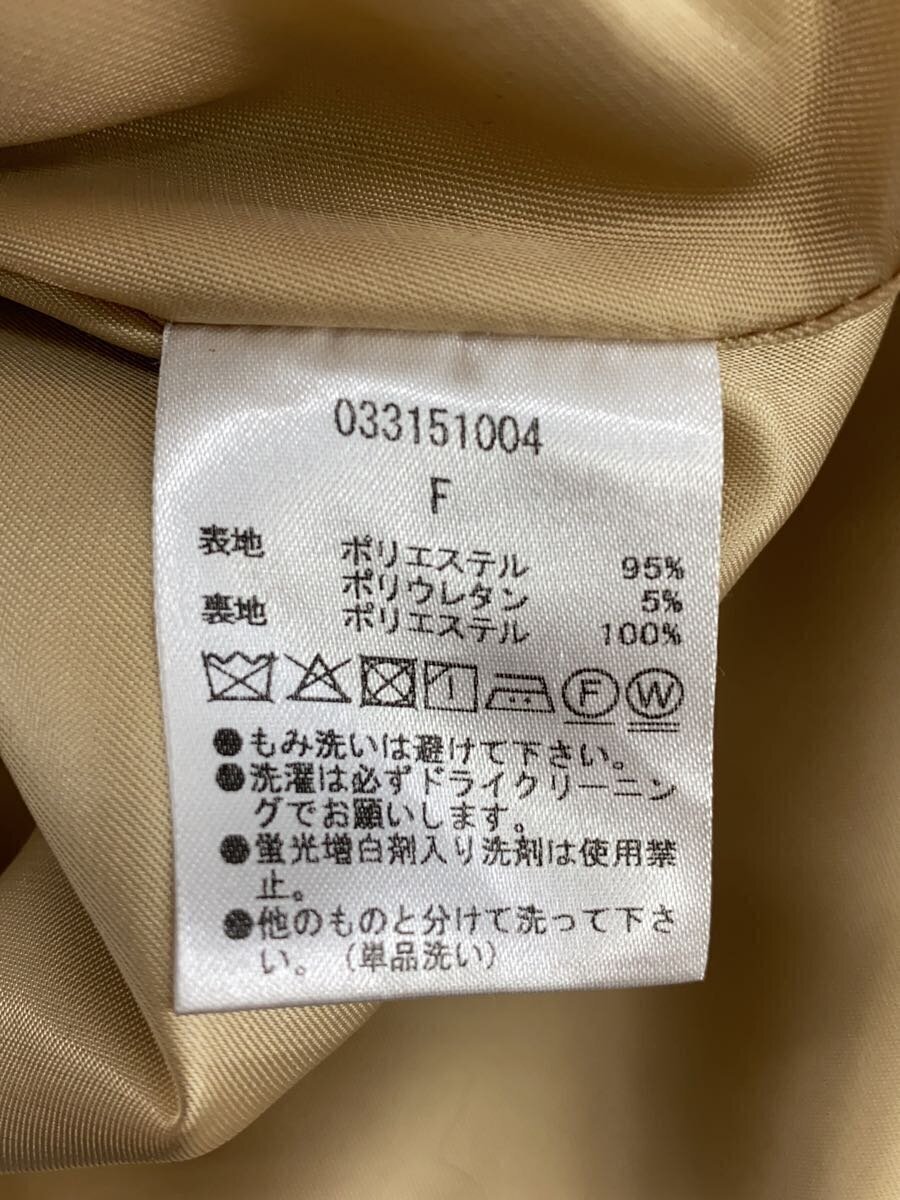 033151004
F
表地 ポリエステル 95%
ポリウレタン 5%
裏地 ポリエステル 100%
F W
●もみ洗いは避けて下さい。
●洗濯は必ずドライクリーニン
グでお願いします。
●蛍光増白剤入り洗剤は使用禁
止。
●他のものと分けて洗って下さ
い。(単品洗い)